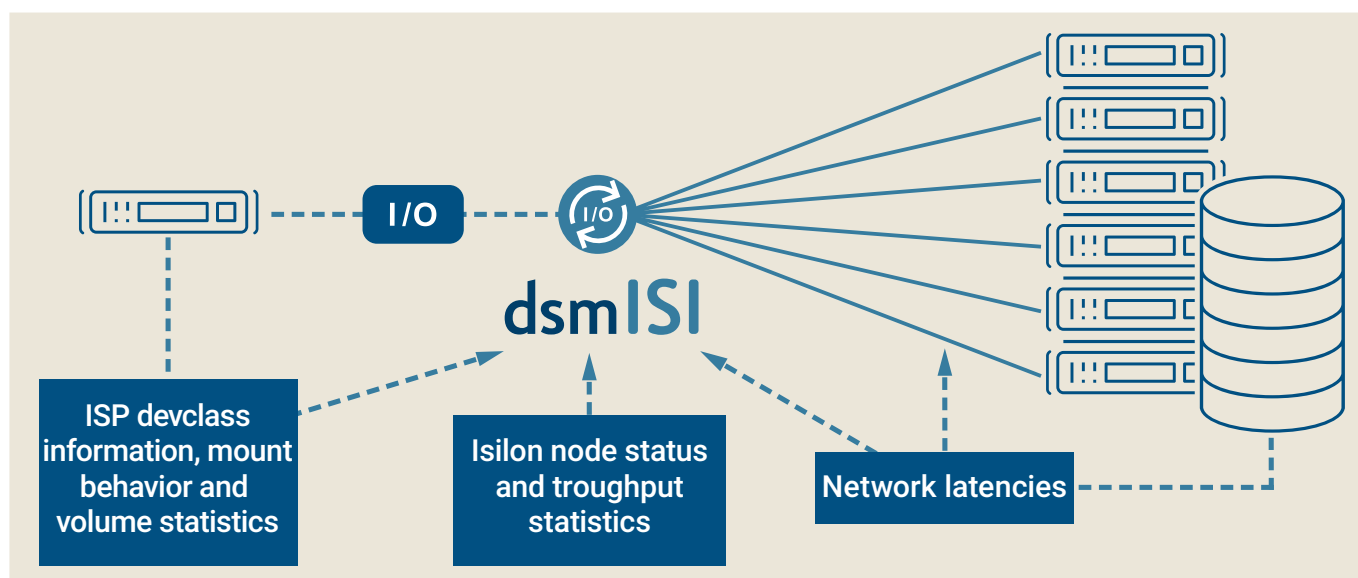 I/O
I/O
dsmISI
ISP devclass
information, mount
behavior and
volume statistics
Isilon node status
and troughput
statistics
Network latencies